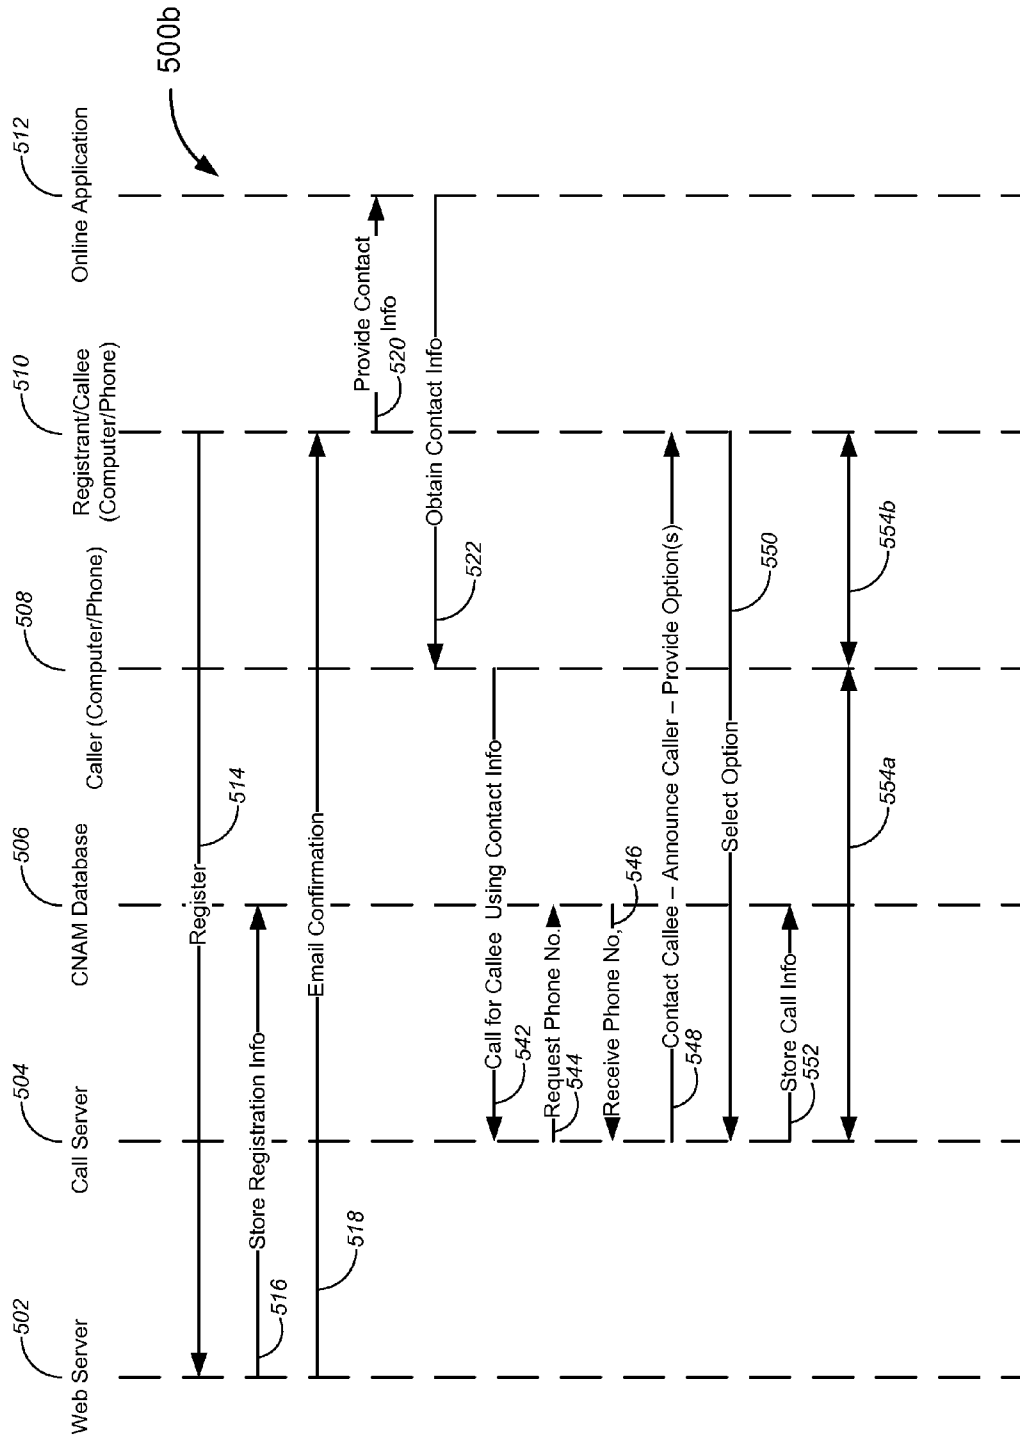 500b
502
504
506
508
510
512
Web Server
Call Server
CNAM Database
Caller (Computer/Phone)
Registrant/Callee
(Computer/Phone)
Online Application
Register
514
Store Registration Info
516
Email Confirmation
518
Provide Contact
Info
520
Obtain Contact Info
522
Call for Callee Using Contact Info
542
Request Phone No.
544
Receive Phone No,
546
Contact Callee – Announce Caller – Provide Option(s)
548
Select Option
550
Store Call Info
552
554a
554b